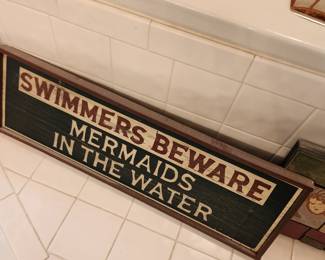 SWIMMERS BEWARE
MERMAIDS
IN THE WATER